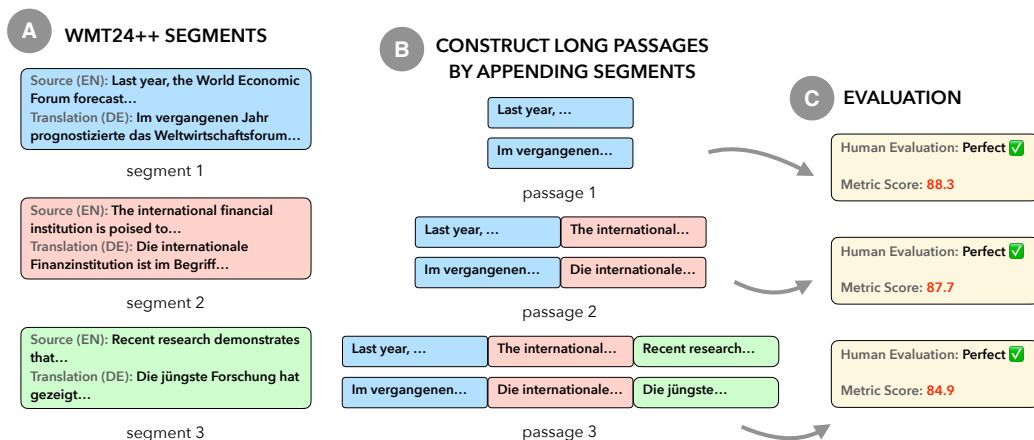 A
WMT24++ SEGMENTS
Source (EN): Last year, the World Economic
Forum forecast...
Translation (DE): Im vergangenen Jahr
prognostizierte das Weltwirtschaftsforum...
segment 1
Source (EN): The international financial
institution is poised to...
Translation (DE): Die internationale
Finanzinstitution ist im Begriff...
segment 2
Source (EN): Recent research demonstrates
that...
Translation (DE): Die jüngste Forschung hat
gezeigt...
segment 3
B
CONSTRUCT LONG PASSAGES
BY APPENDING SEGMENTS
Last year, ...
Im vergangenen...
passage 1
Last year, ... The international...
Im vergangenen... Die internationale...
passage 2
Last year, ... The international... Recent research...
Im vergangenen... Die internationale... Die jüngste...
passage 3
C
EVALUATION
Human Evaluation: Perfect ✅
Metric Score: 88.3
Human Evaluation: Perfect ✅
Metric Score: 87.7
Human Evaluation: Perfect ✅
Metric Score: 84.9